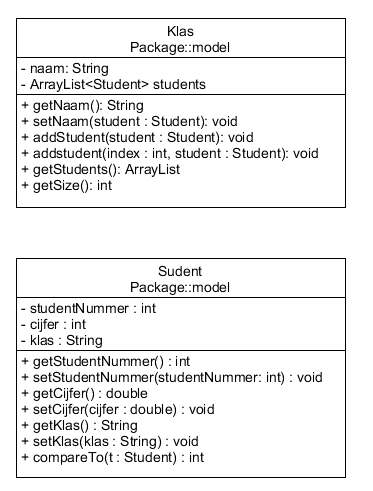 Klas
Package::model
- naam: String
- ArrayList<Student> students
+ getNaam(): String
+ setNaam(student : Student): void
+ addStudent(student : Student): void
+ addstudent(index : int, student : Student): void
+ getStudents(): ArrayList
+ getSize(): int
Sudent
Package::model
- studentNummer : int
- cijfer : int
- klas : String
+ getStudentNummer() : int
+ setStudentNummer(studentNummer: int) : void
+ getCijfer() : double
+ setCijfer(cijfer : double) : void
+ getKlas() : String
+ setKlas(klas : String) : void
+ compareTo(t : Student) : int